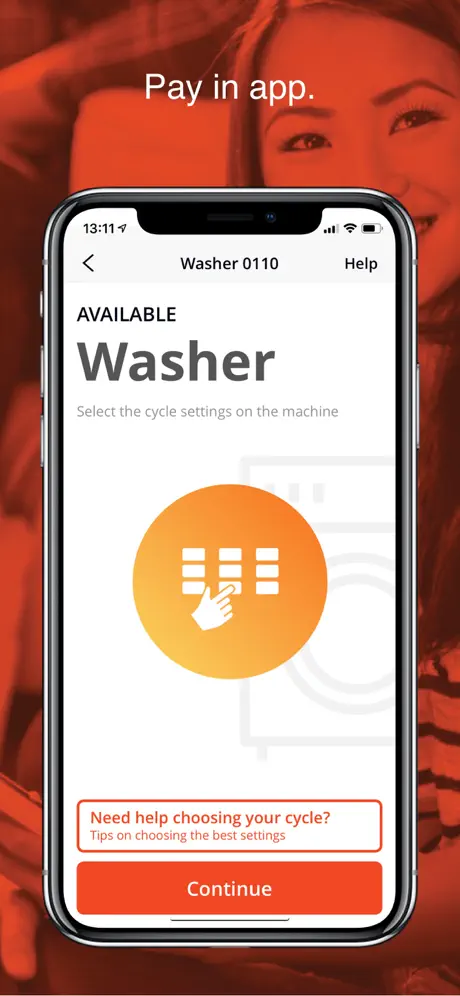 Pay in app.
13:11
Washer 0110
Help
AVAILABLE
Washer
Select the cycle settings on the machine
Need help choosing your cycle?
Tips on choosing the best settings
Continue